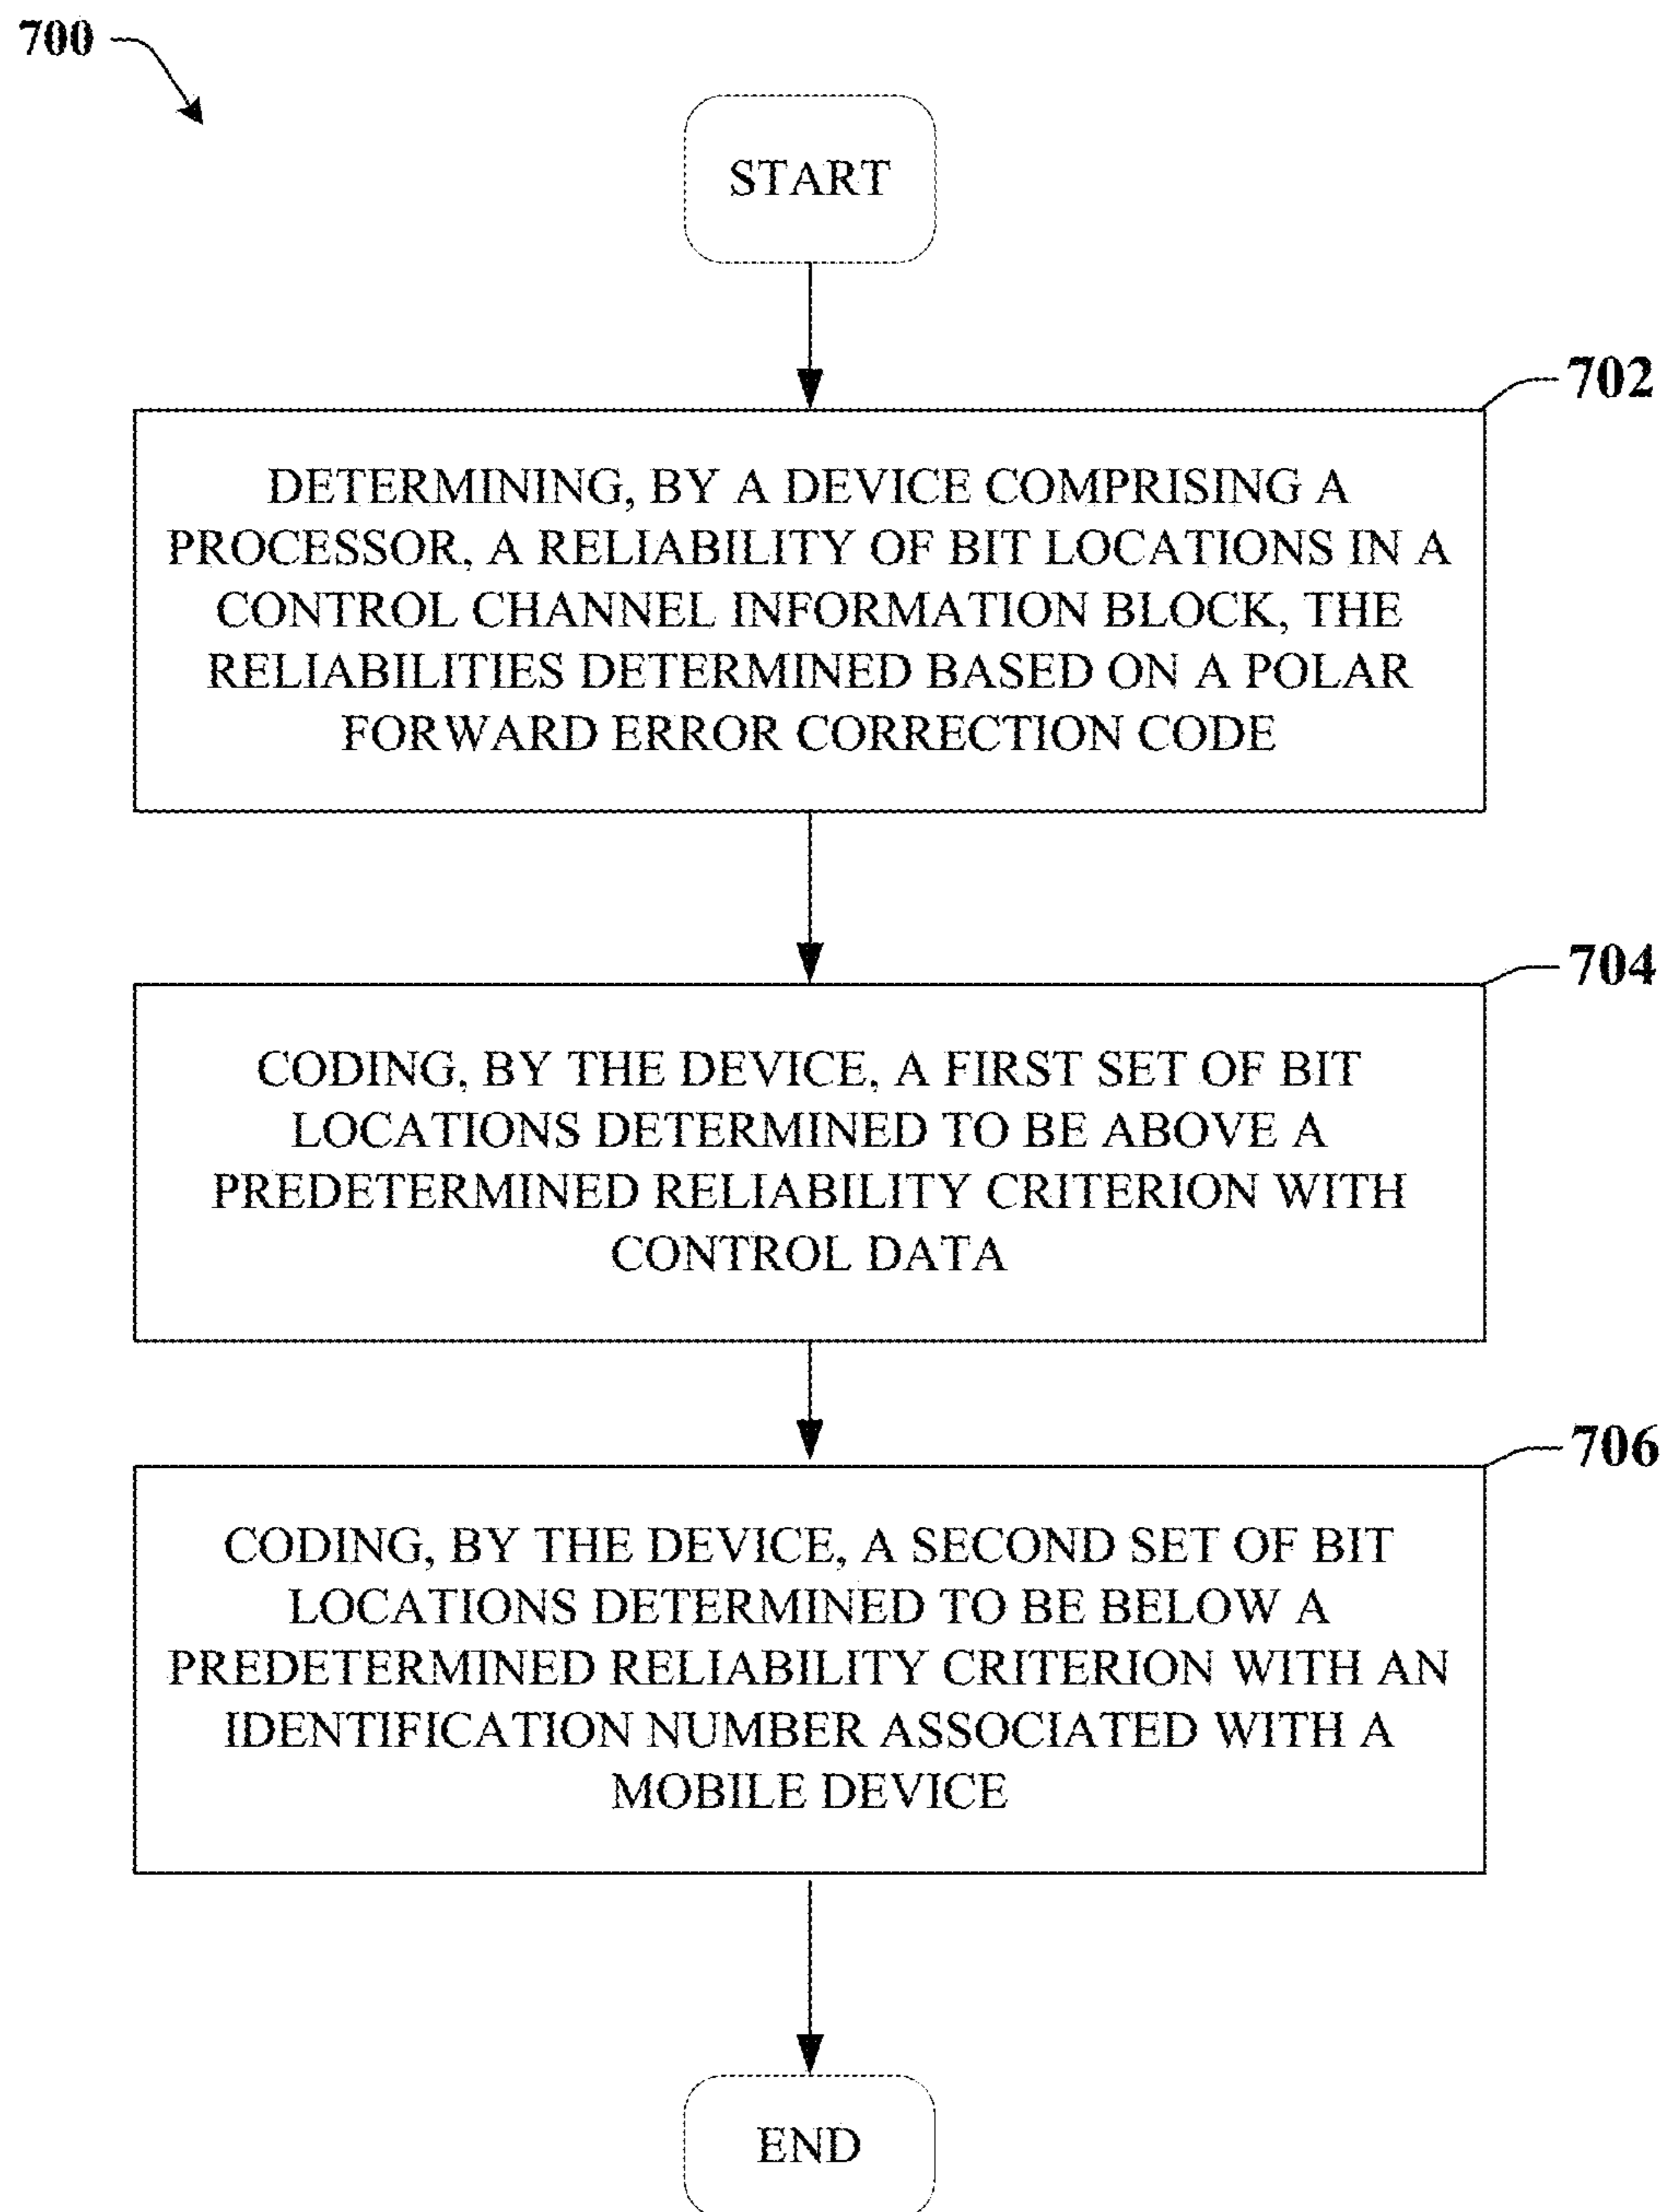 700
START
702
DETERMINING, BY A DEVICE COMPRISING A
PROCESSOR, A RELIABILITY OF BIT LOCATIONS IN A
CONTROL CHANNEL INFORMATION BLOCK, THE
RELIABILITIES DETERMINED BASED ON A POLAR
FORWARD ERROR CORRECTION CODE
704
CODING, BY THE DEVICE, A FIRST SET OF BIT
LOCATIONS DETERMINED TO BE ABOVE A
PREDETERMINED RELIABILITY CRITERION WITH
CONTROL DATA
706
CODING, BY THE DEVICE, A SECOND SET OF BIT
LOCATIONS DETERMINED TO BE BELOW A
PREDETERMINED RELIABILITY CRITERION WITH AN
IDENTIFICATION NUMBER ASSOCIATED WITH A
MOBILE DEVICE
END